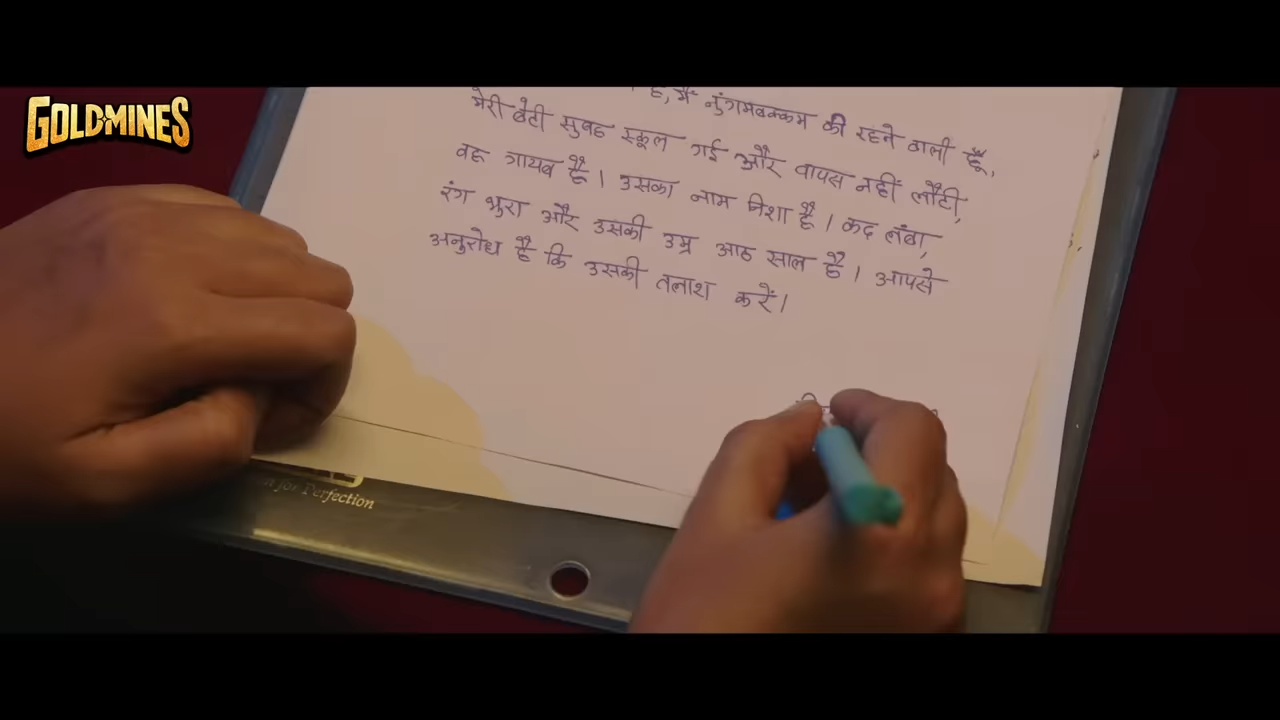 GOLDMINES
है, मैं नुंगमबक्कम की रहने वाली हूँ,
मेरी बेटी सुबह स्कूल गई और वापस नहीं लौटी,
वह गायब है। उसका नाम निशा है। कद लंबा,
रंग भुरा और उसकी उम्र आठ साल है। आपसे
अनुरोध है कि उसकी तलाश करें।
for Perfection